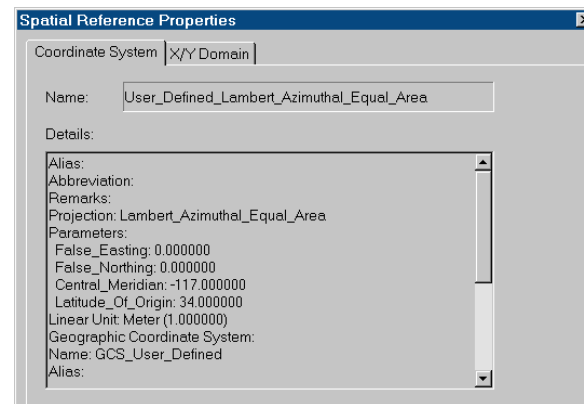 Spatial Reference Properties
Coordinate System X/Y Domain
Name: User_Defined_Lambert_Azimuthal_Equal_Area
Details:
Alias:
Abbreviation:
Remarks:
Projection: Lambert_Azimuthal_Equal_Area
Parameters:
False_Easting: 0.000000
False_Northing: 0.000000
Central_Meridian: -117.000000
Latitude_Of_Origin: 34.000000
Linear Unit: Meter (1.000000)
Geographic Coordinate System:
Name: GCS_User_Defined
Alias: